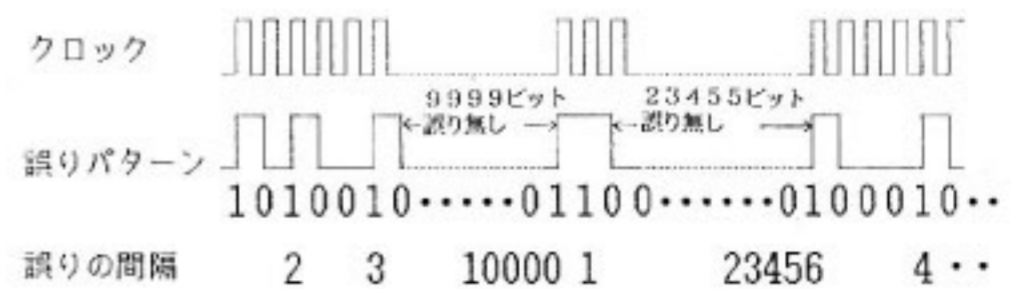 クロック
9999ビット 23455ビット
誤り無し 誤り無し
誤りパターン
1010010・・・・・01100・・・・・・0100010・・
誤りの間隔 2 3 10000 1 23456 4・・